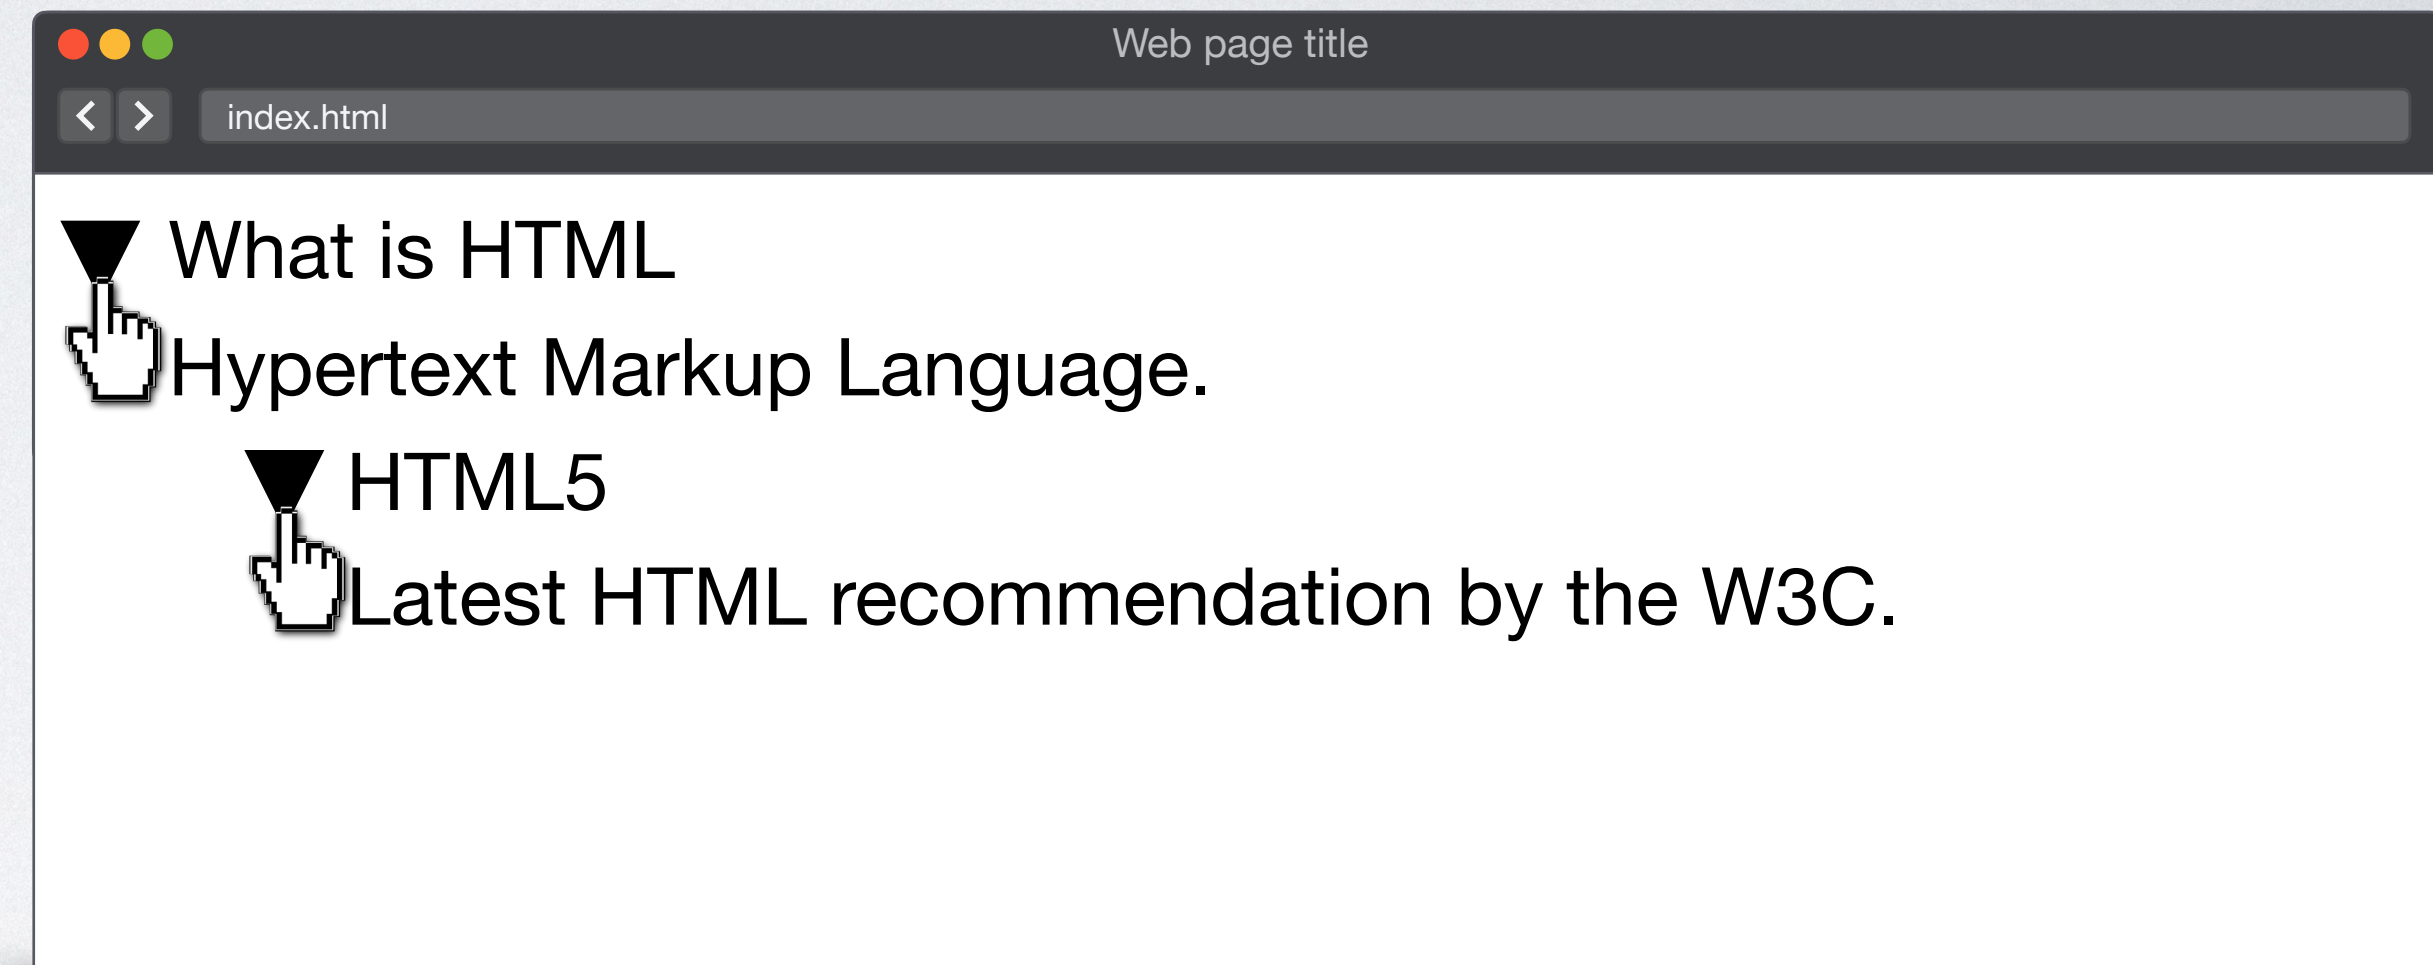 Web page title
index.html
What is HTML
Hypertext Markup Language.
HTML5
Latest HTML recommendation by the W3C.